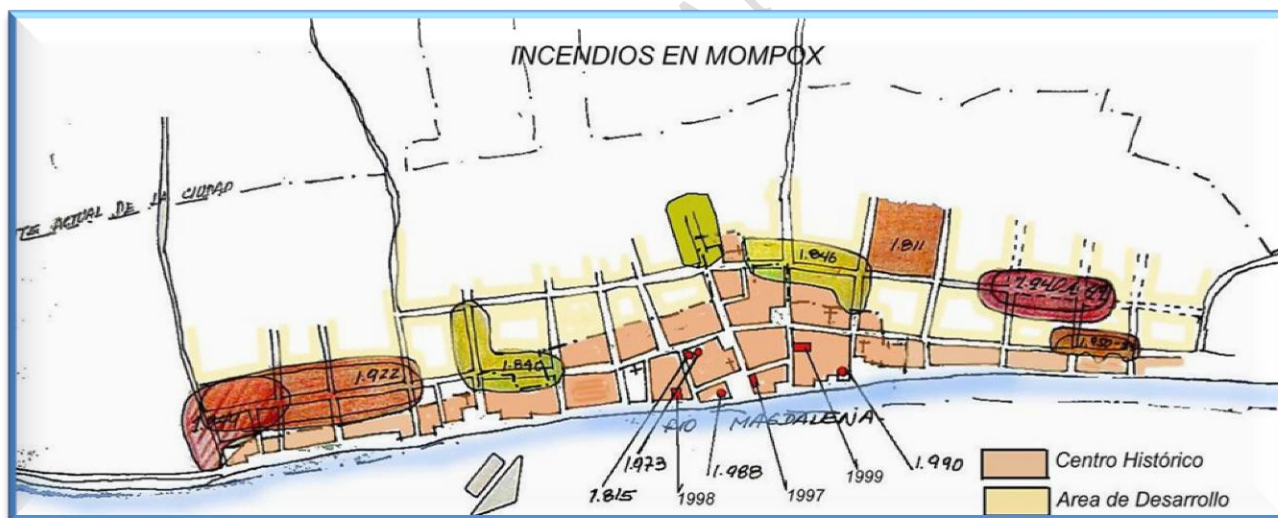 INCENDIOS EN MOMPOX
ACTUAL DE LA CIUDAD
1.811
1.846
1.922
1.840
RIO MAGDALENA
1.973
1.815
1998
1.988
1997
1999
1.990
Centro Histórico
Area de Desarrollo